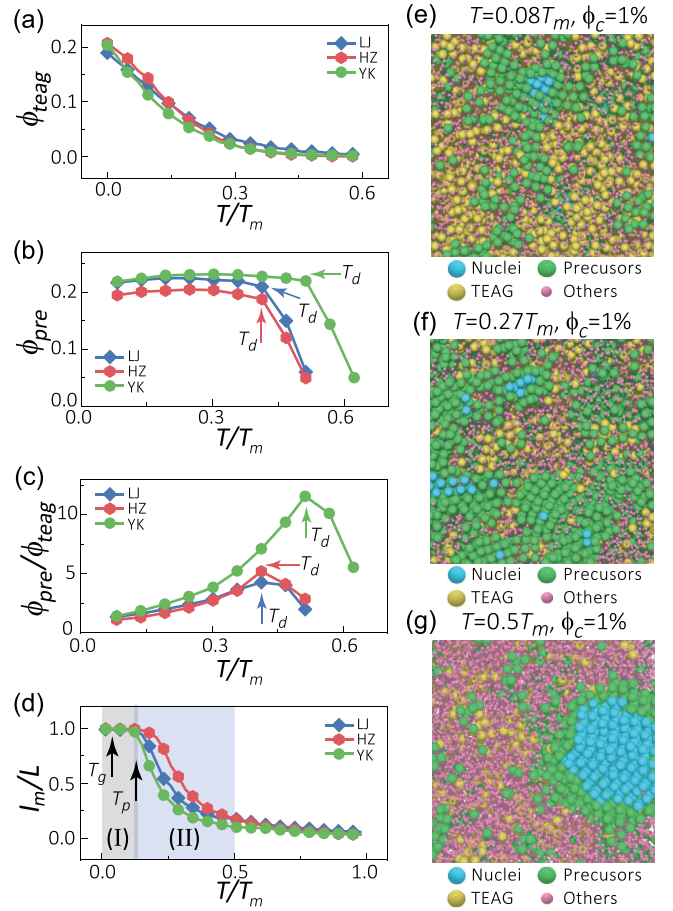 (a)
0.2
0.1
0.0
ϕteag
LJ
HZ
YK
0.0
0.3
0.6
T/Tm
(b)
0.2
0.1
0.0
ϕpre
Td
Td
Td
LJ
HZ
YK
0.0
0.3
0.6
T/Tm
(c)
10
5
0
ϕpre/ϕteag
LJ
HZ
YK
Td
Td
Td
0.0
0.3
0.6
T/Tm
(d)
1.0
0.5
0.0
lm/L
LJ
HZ
YK
Tg
Tp
(I)
(II)
0.0
0.5
1.0
T/Tm
(e)
T=0.08Tm, ϕc=1%
Nuclei Precusors
TEAG Others
(f)
T=0.27Tm, ϕc=1%
Nuclei Precusors
TEAG Others
(g)
T=0.5Tm, ϕc=1%
Nuclei Precusors
TEAG Others